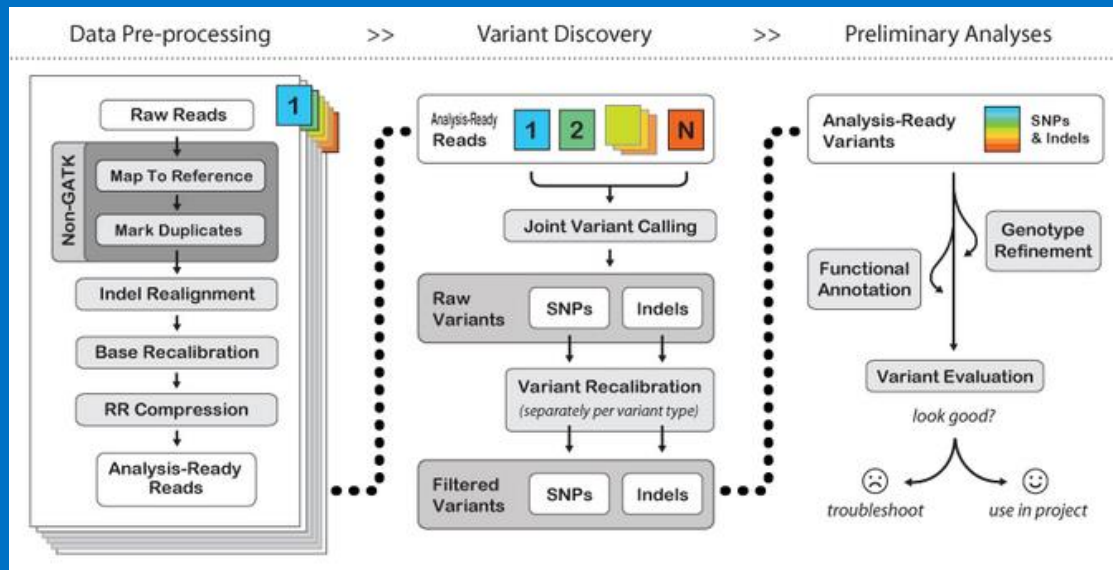 Data Pre-processing >> Variant Discovery >> Preliminary Analyses
1
Raw Reads
Non-GATK
Map To Reference
Mark Duplicates
Indel Realignment
Base Recalibration
RR Compression
Analysis-Ready
Reads
Analysis-Ready
Reads
1 2 N
Joint Variant Calling
Raw
Variants
SNPs Indels
Variant Recalibration
(separately per variant type)
Filtered
Variants
SNPs Indels
Analysis-Ready
Variants
SNPs
& Indels
Genotype
Refinement
Functional
Annotation
Variant Evaluation
look good?
troubleshoot use in project